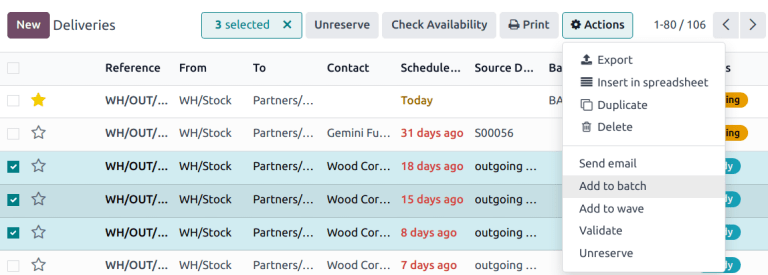 New Deliveries 3 selected × Unreserve Check Availability Print Actions 1-80 / 106
Reference From To Contact Schedule... Source D... Ba s
WH/OUT/... WH/Stock Partners/... Today BA ing
WH/OUT/... WH/Stock Partners/... Gemini Fu... 31 days ago S00056 ing
WH/OUT/... WH/Stock Partners/... Wood Cor... 18 days ago outgoing ... ly
WH/OUT/... WH/Stock Partners/... Wood Cor... 15 days ago outgoing ... ly
WH/OUT/... WH/Stock Partners/... Wood Cor... 8 days ago outgoing ... ly
WH/OUT/... WH/Stock Partners/... Wood Cor... 7 days ago outgoing ...
Export
Insert in spreadsheet
Duplicate
Delete
Send email
Add to batch
Add to wave
Validate
Unreserve